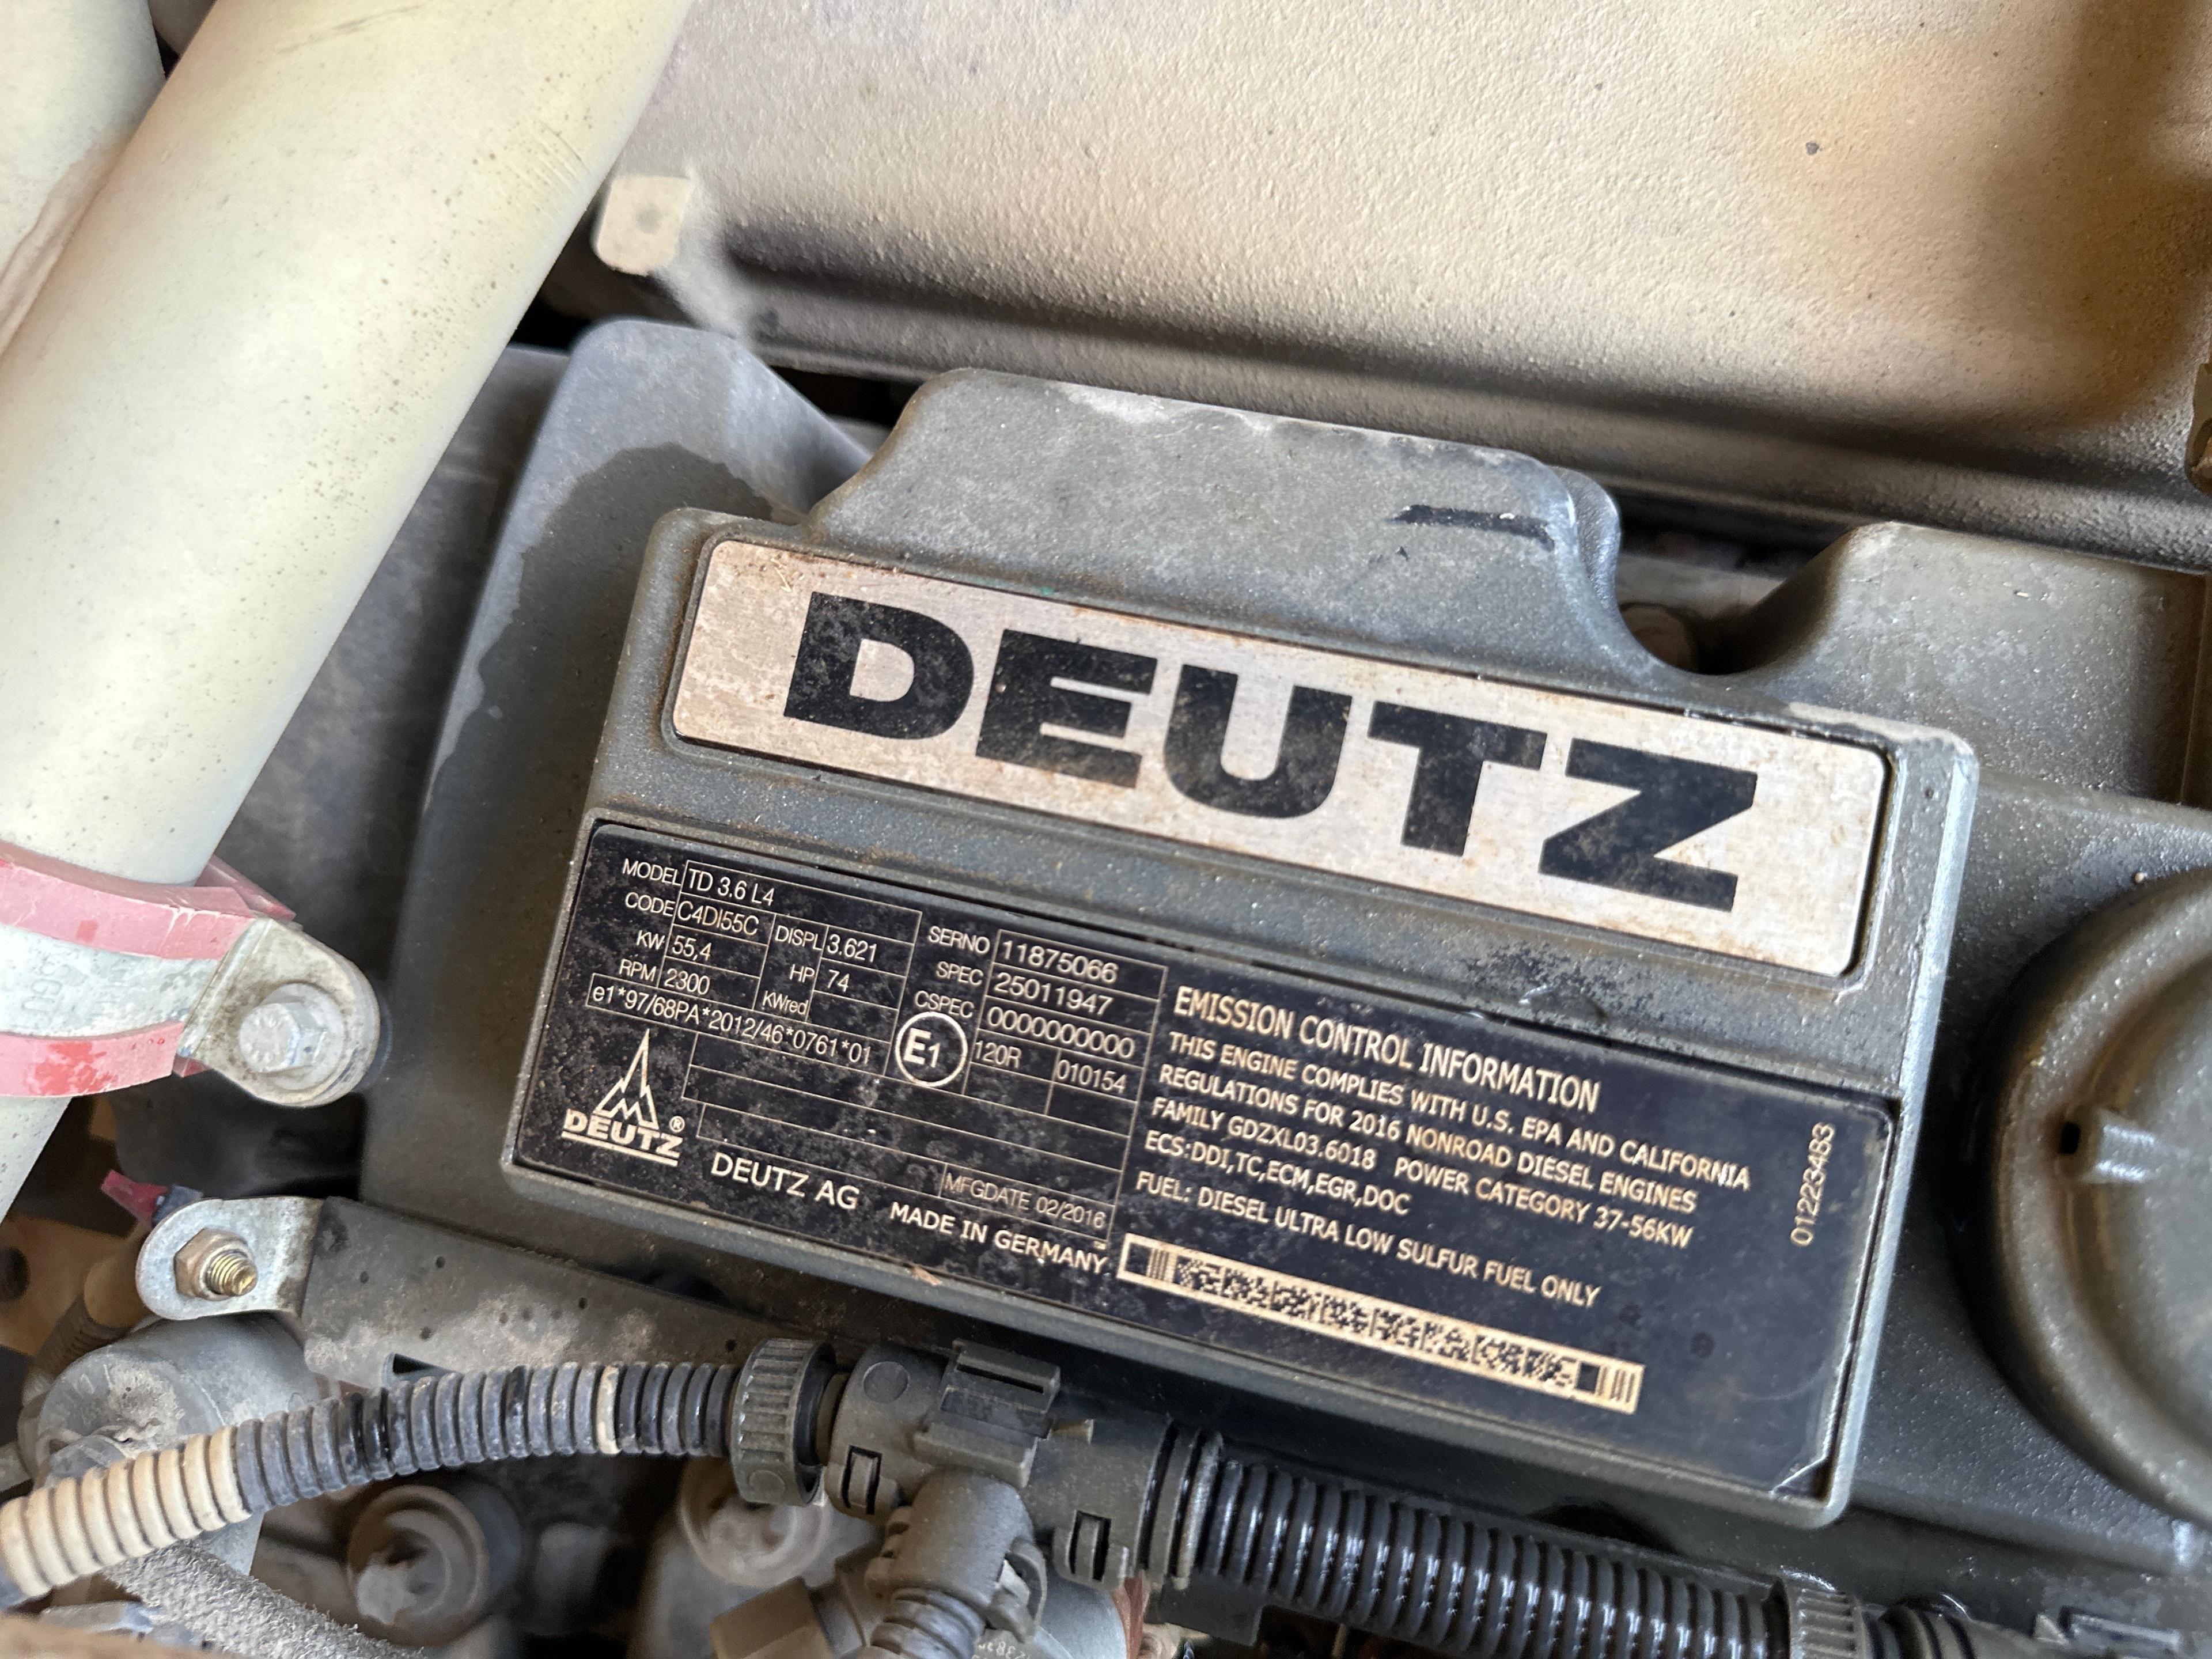 DEUTZ
MODEL TD 3.6 L4
CODE C4DI55C DISPL 3.621
KW 55,4 HP 74
RPM 2300 KWred
e1*97/68PA*2012/46*0761*01
SERNO 11875066
SPEC 25011947
CSPEC 0000000000
E1 120R 010154
DEUTZ ®
DEUTZ AG
MFGDATE 02/2016
MADE IN GERMANY
EMISSION CONTROL INFORMATION
THIS ENGINE COMPLIES WITH U.S. EPA AND CALIFORNIA
REGULATIONS FOR 2016 NONROAD DIESEL ENGINES
FAMILY GDZXL03.6018 POWER CATEGORY 37-56KW
ECS:DDI,TC,ECM,EGR,DOC
FUEL: DIESEL ULTRA LOW SULFUR FUEL ONLY
01223483